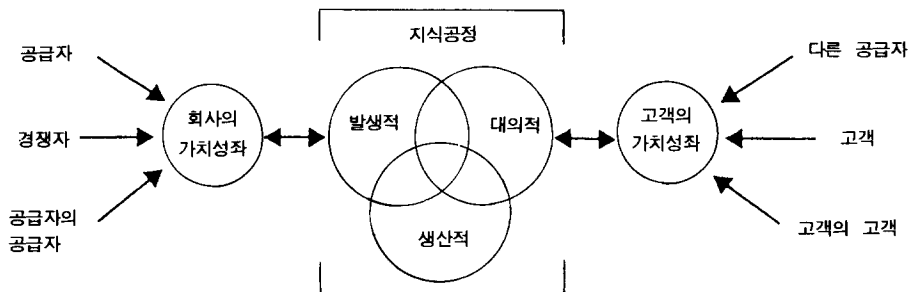 지식공정
공급자
경쟁자
공급자의
공급자
회사의
가치성좌
발생적
대의적
생산적
고객의
가치성좌
다른 공급자
고객
고객의 고객